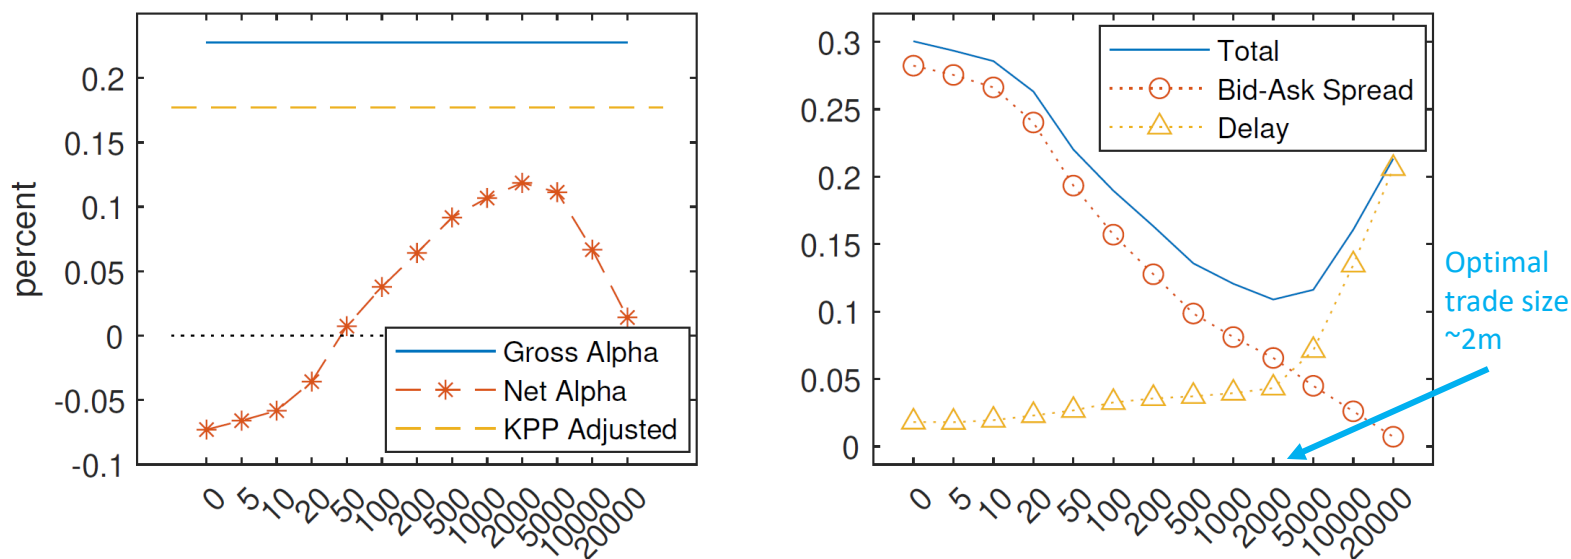 percent
0.2
0.15
0.1
0.05
0
-0.05
-0.1
Gross Alpha
Net Alpha
KPP Adjusted
0 5 10 20 50 100 200 500 1000 2000 5000 10000 20000
0.3
0.25
0.2
0.15
0.1
0.05
0
Total
Bid-Ask Spread
Delay
0 5 10 20 50 100 200 500 1000 2000 5000 10000 20000
Optimal
trade size
~2m